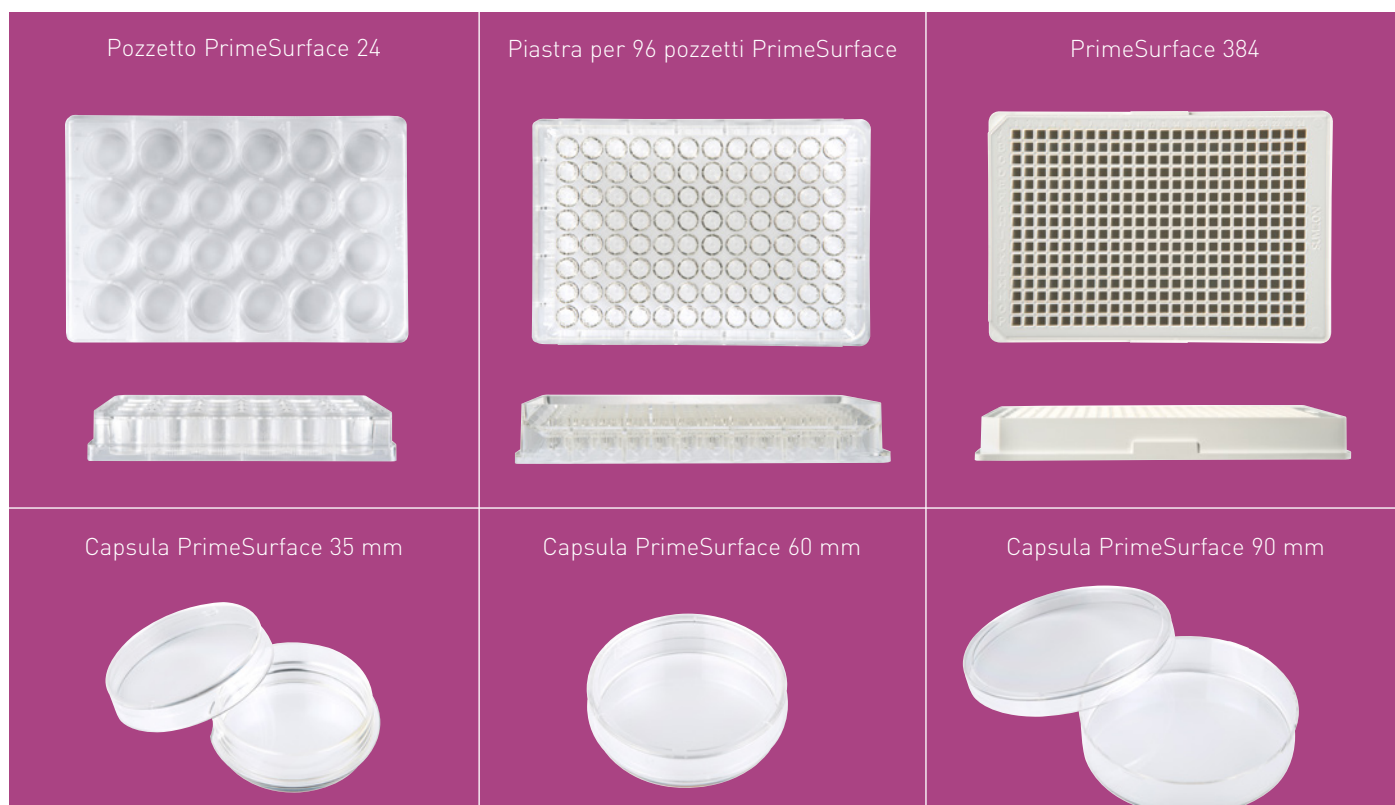 Pozzetto PrimeSurface 24
Piastra per 96 pozzetti PrimeSurface
PrimeSurface 384
Capsula PrimeSurface 35 mm
Capsula PrimeSurface 60 mm
Capsula PrimeSurface 90 mm